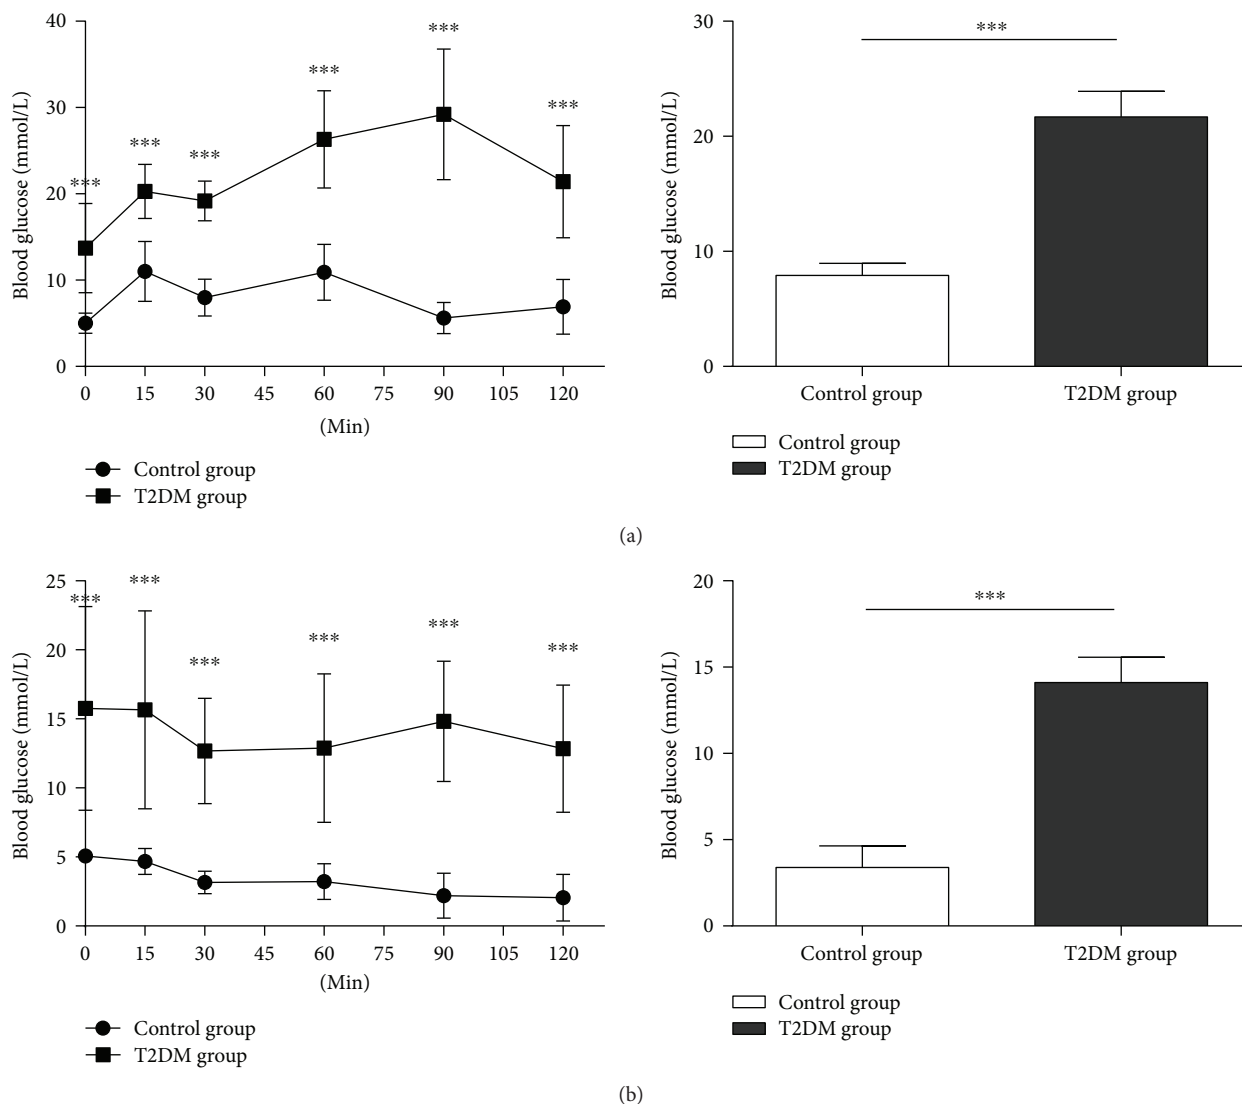 Blood glucose (mmol/L)
40
30
20
10
0
***
***
***
***
***
***
0 15 30 45 60 75 90 105 120
(Min)
Control group
T2DM group
Blood glucose (mmol/L)
30
20
10
0
***
Control group T2DM group
Control group
T2DM group
(a)
Blood glucose (mmol/L)
25
20
15
10
5
0
***
***
***
***
***
***
0 15 30 45 60 75 90 105 120
(Min)
Control group
T2DM group
Blood glucose (mmol/L)
20
15
10
5
0
***
Control group T2DM group
Control group
T2DM group
(b)